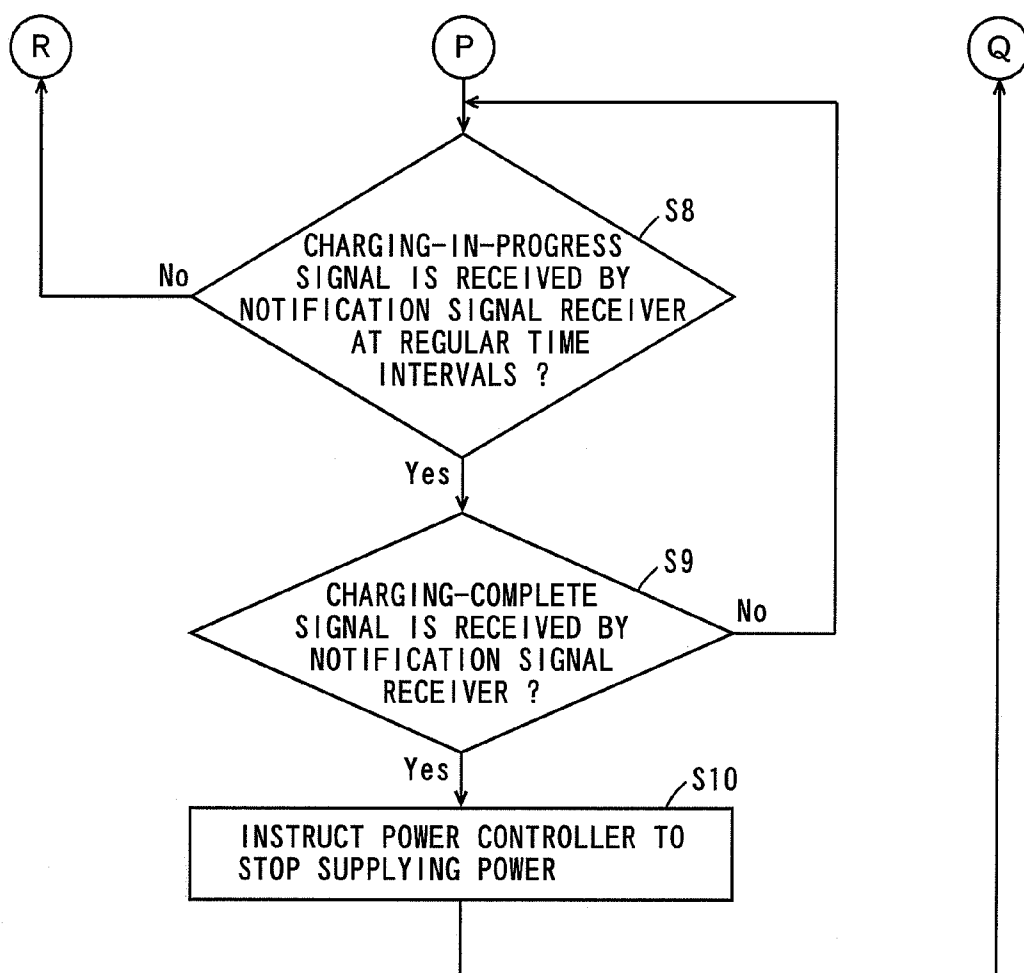 R
P
Q
S8
CHARGING-IN-PROGRESS
SIGNAL IS RECEIVED BY
NOTIFICATION SIGNAL RECEIVER
AT REGULAR TIME
INTERVALS ?
No
Yes
S9
CHARGING-COMPLETE
SIGNAL IS RECEIVED BY
NOTIFICATION SIGNAL
RECEIVER ?
No
Yes
S10
INSTRUCT POWER CONTROLLER TO
STOP SUPPLYING POWER